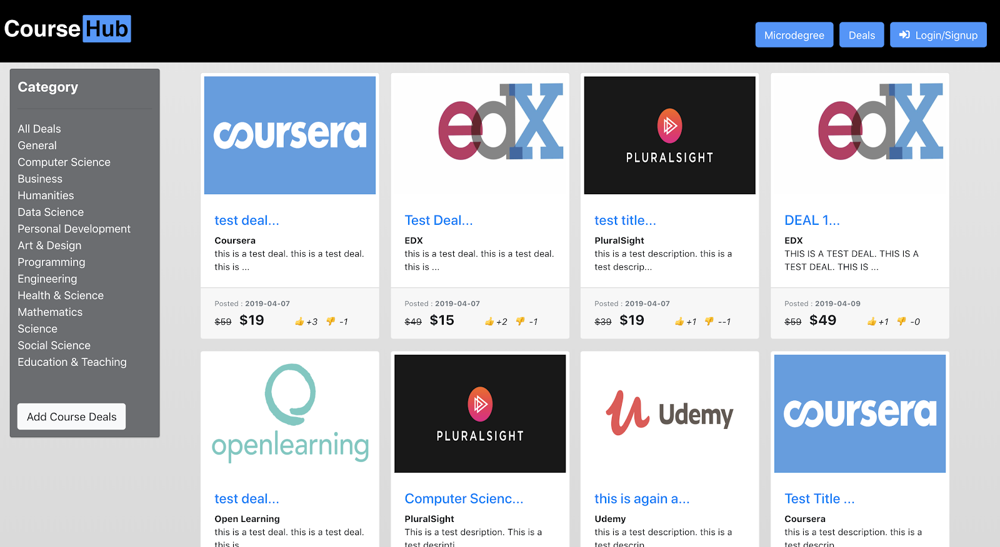 Course Hub
Microdegree
Deals
Login/Signup
Category
All Deals
General
Computer Science
Business
Humanities
Data Science
Personal Development
Art & Design
Programming
Engineering
Health & Science
Mathematics
Science
Social Science
Education & Teaching
Add Course Deals
coursera
test deal...
Coursera
this is a test deal. this is a test deal.
this is ...
Posted : 2019-04-07
$59 $19 👍 +3 👎 -1
edX
Test Deal...
EDX
this is a test deal. this is a test deal.
this is ...
Posted : 2019-04-07
$49 $15 👍 +2 👎 -1
PLURALSIGHT
test title...
PluralSight
this is a test description. this is a
test descrip...
Posted : 2019-04-07
$39 $19 👍 +1 👎 --1
edX
DEAL 1...
EDX
THIS IS A TEST DEAL. THIS IS A
TEST DEAL. THIS IS ...
Posted : 2019-04-09
$59 $49 👍 +1 👎 -0
openlearning
test deal...
Open Learning
this is a test deal. this is a test deal.
this is
PLURALSIGHT
Computer Scienc...
PluralSight
This is a test desription. This is a
test desripti
Udemy
this is again a...
Udemy
this is a test description. this is a
test descrip
coursera
Test Title ...
Coursera
this is a test description. this is a
test descrip